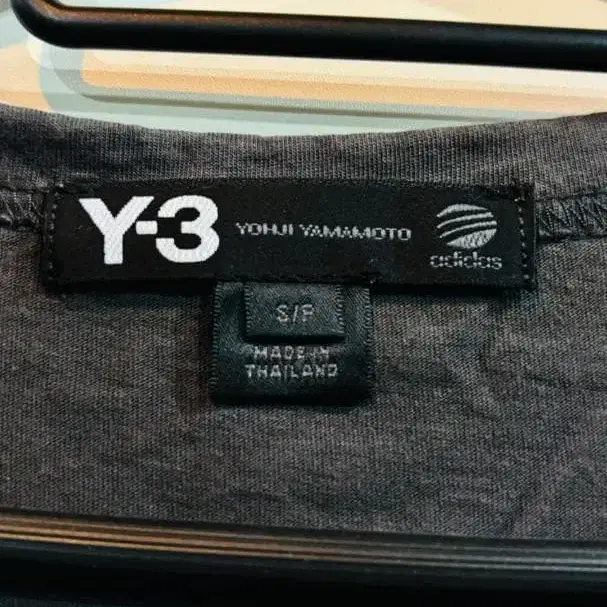 Y-3 YOHJI YAMAMOTO adidas
S/P
MADE IN
THAILAND